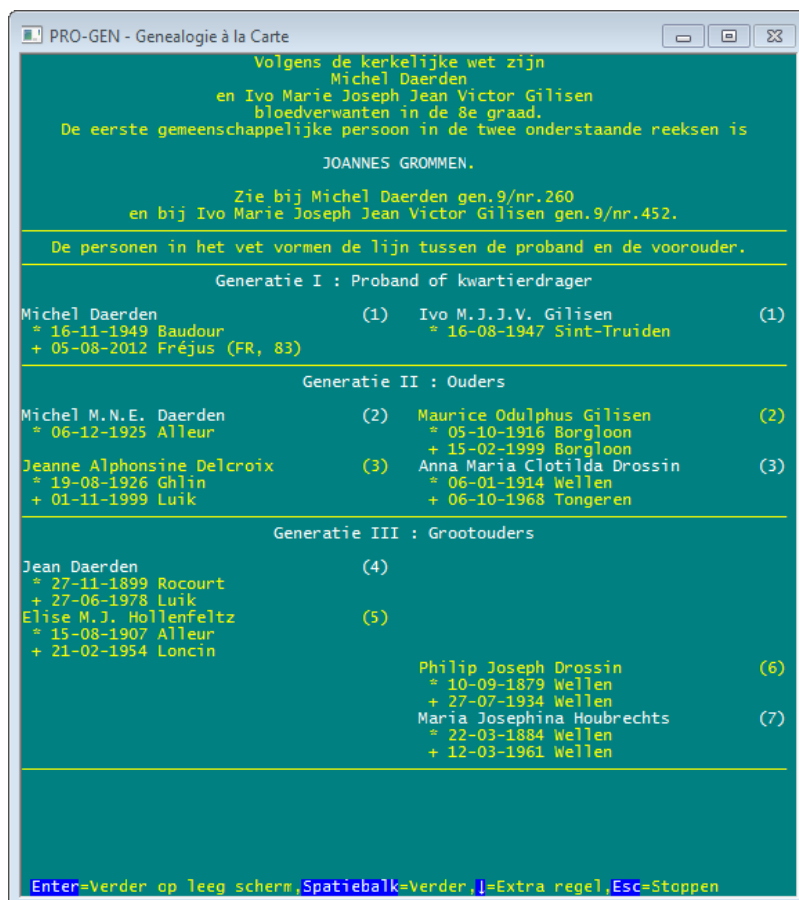 PRO-GEN - Genealogie à la Carte
Volgens de kerkelijke wet zijn
Michel Daerden
en Ivo Marie Joseph Jean Victor Gilisen
bloedverwanten in de 8e graad.
De eerste gemeenschappelijke persoon in de twee onderstaande reeksen is
JOANNES GROMMEN.
Zie bij Michel Daerden gen.9/nr.260
en bij Ivo Marie Joseph Jean Victor Gilisen gen.9/nr.452.
De personen in het vet vormen de lijn tussen de proband en de voorouder.
Generatie I : Proband of kwartierdrager
Michel Daerden (1) Ivo M.J.J.V. Gilisen (1)
* 16-11-1949 Baudour * 16-08-1947 Sint-Truiden
+ 05-08-2012 Fréjus (FR, 83)
Generatie II : Ouders
Michel M.N.E. Daerden (2) Maurice Odulphus Gilisen (2)
* 06-12-1925 Alleur * 05-10-1916 Borgloon
+ 15-02-1999 Borgloon
Jeanne Alphonsine Delcroix (3) Anna Maria Clotilda Drossin (3)
* 19-08-1926 Ghlin * 06-01-1914 Wellen
+ 01-11-1999 Luik + 06-10-1968 Tongeren
Generatie III : Grootouders
Jean Daerden (4)
* 27-11-1899 Rocourt
+ 27-06-1978 Luik
Elise M.J. Hollenfeltz (5)
* 15-08-1907 Alleur
+ 21-02-1954 Loncin
Philip Joseph Drossin (6)
* 10-09-1879 Wellen
+ 27-07-1934 Wellen
Maria Josephina Houbrechts (7)
* 22-03-1884 Wellen
+ 12-03-1961 Wellen
Enter=Verder op leeg scherm,Spatiebalk=Verder,↓=Extra regel,Esc=Stoppen